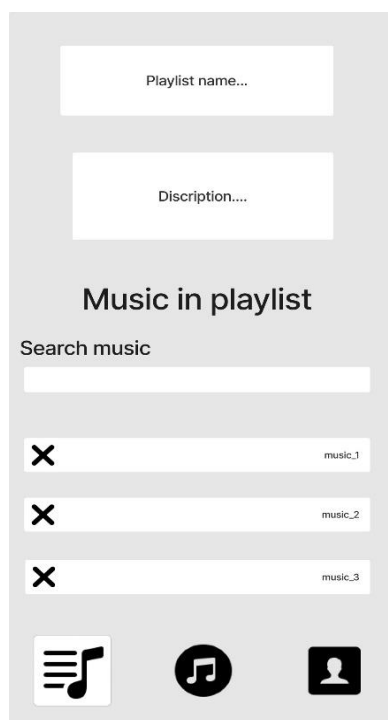 Playlist name...
Discription....
Music in playlist
Search music
music_1
music_2
music_3